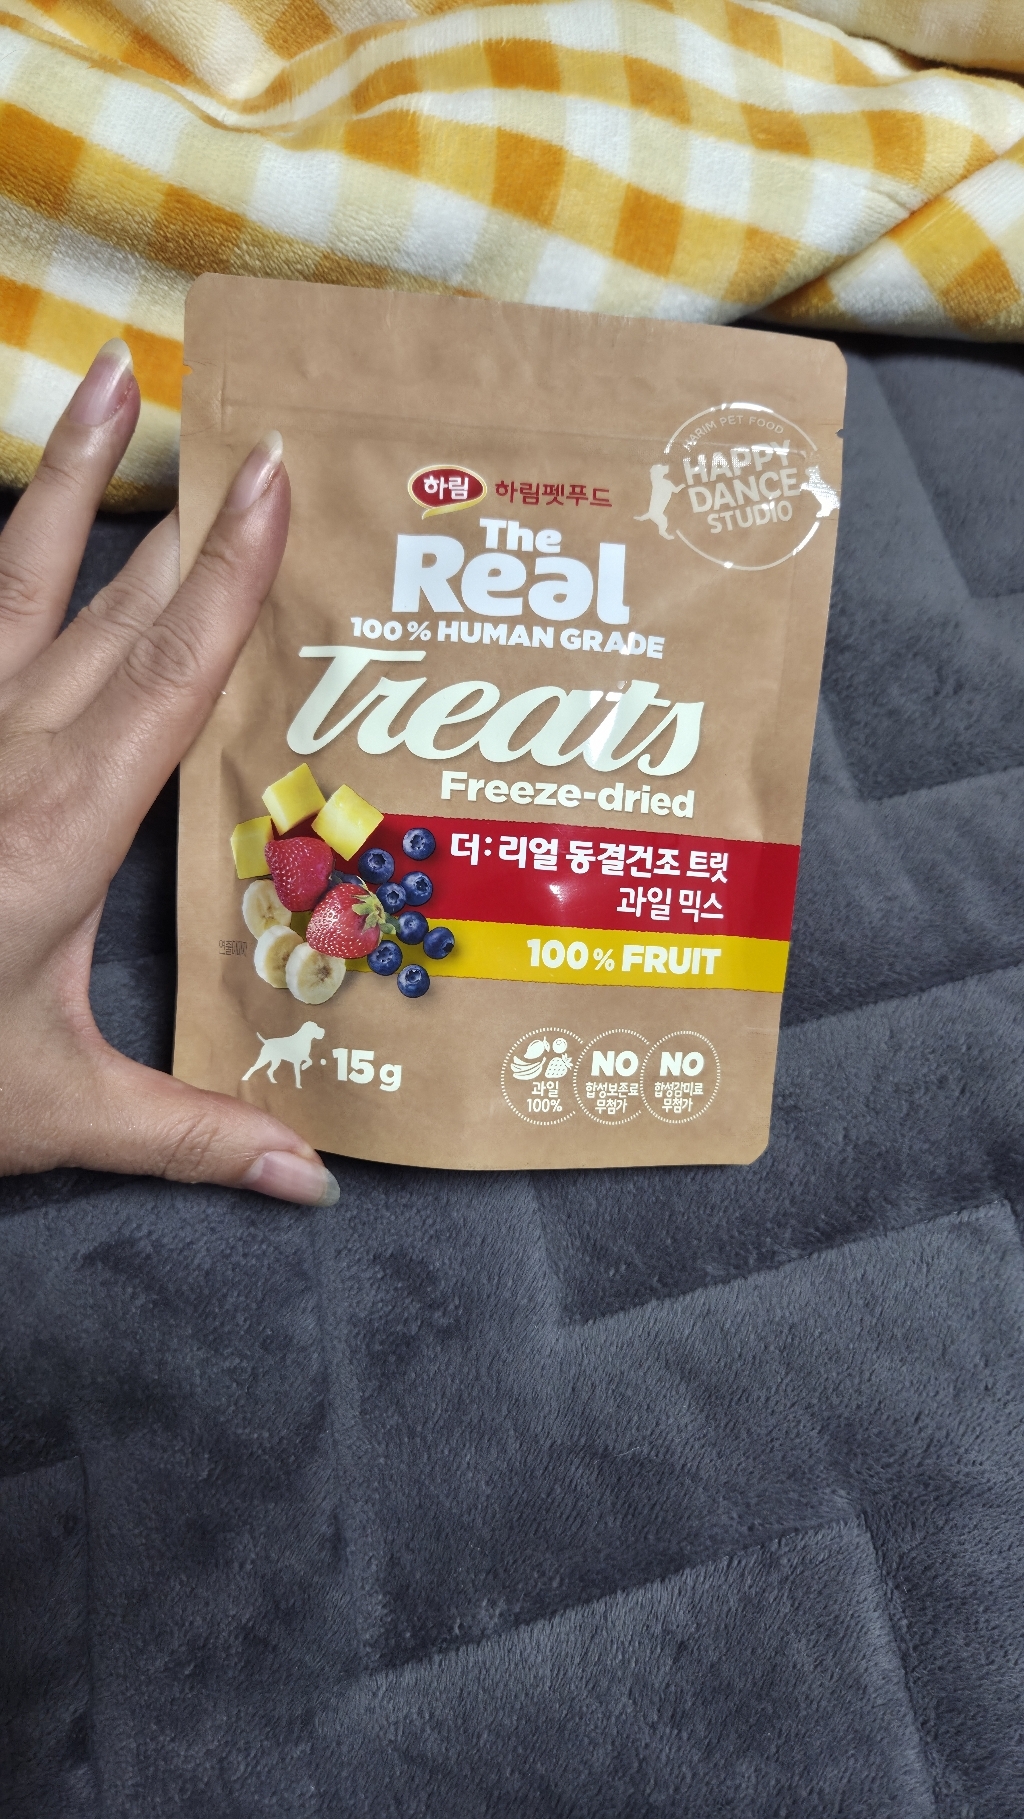 HARIM PET FOOD
HAPPY
DANCE
STUDIO
하림
하림펫푸드
The
Real
100% HUMAN GRADE
Treats
Freeze-dried
더:리얼 동결건조 트릿
과일 믹스
100% FRUIT
·15g
과일
100%
NO
합성보존료
무첨가
NO
합성감미료
무첨가